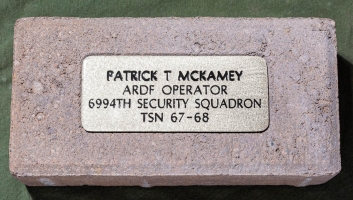 PATRICK T MCKAMEY
ARDF OPERATOR
6994TH SECURITY SQUADRON
TSN 67-68